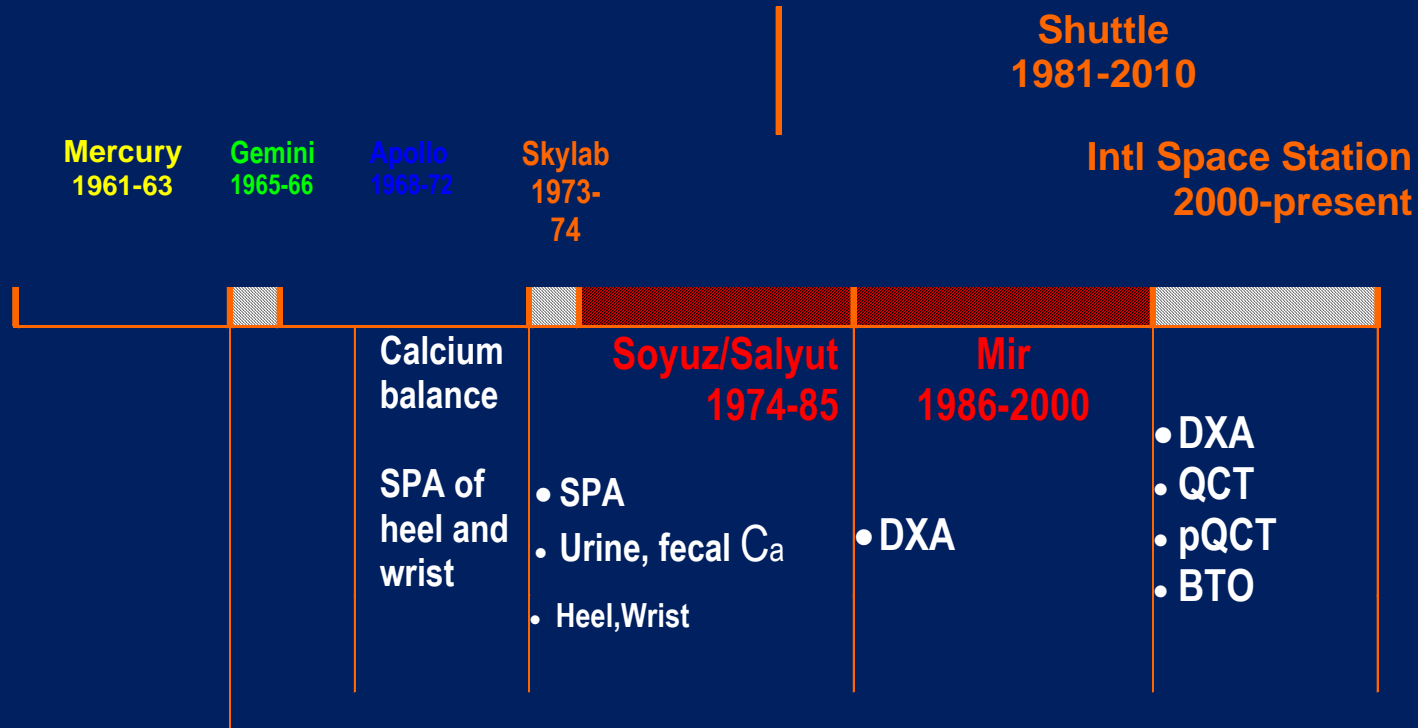 Shuttle
1981-2010
Mercury
1961-63
Gemini
1965-66
Apollo
1968-72
Skylab
1973-
74
Intl Space Station
2000-present
Calcium
balance
SPA of
heel and
wrist
Soyuz/Salyut
1974-85
• SPA
• Urine, fecal Ca
• Heel,Wrist
Mir
1986-2000
• DXA
• DXA
• QCT
• pQCT
• BTO